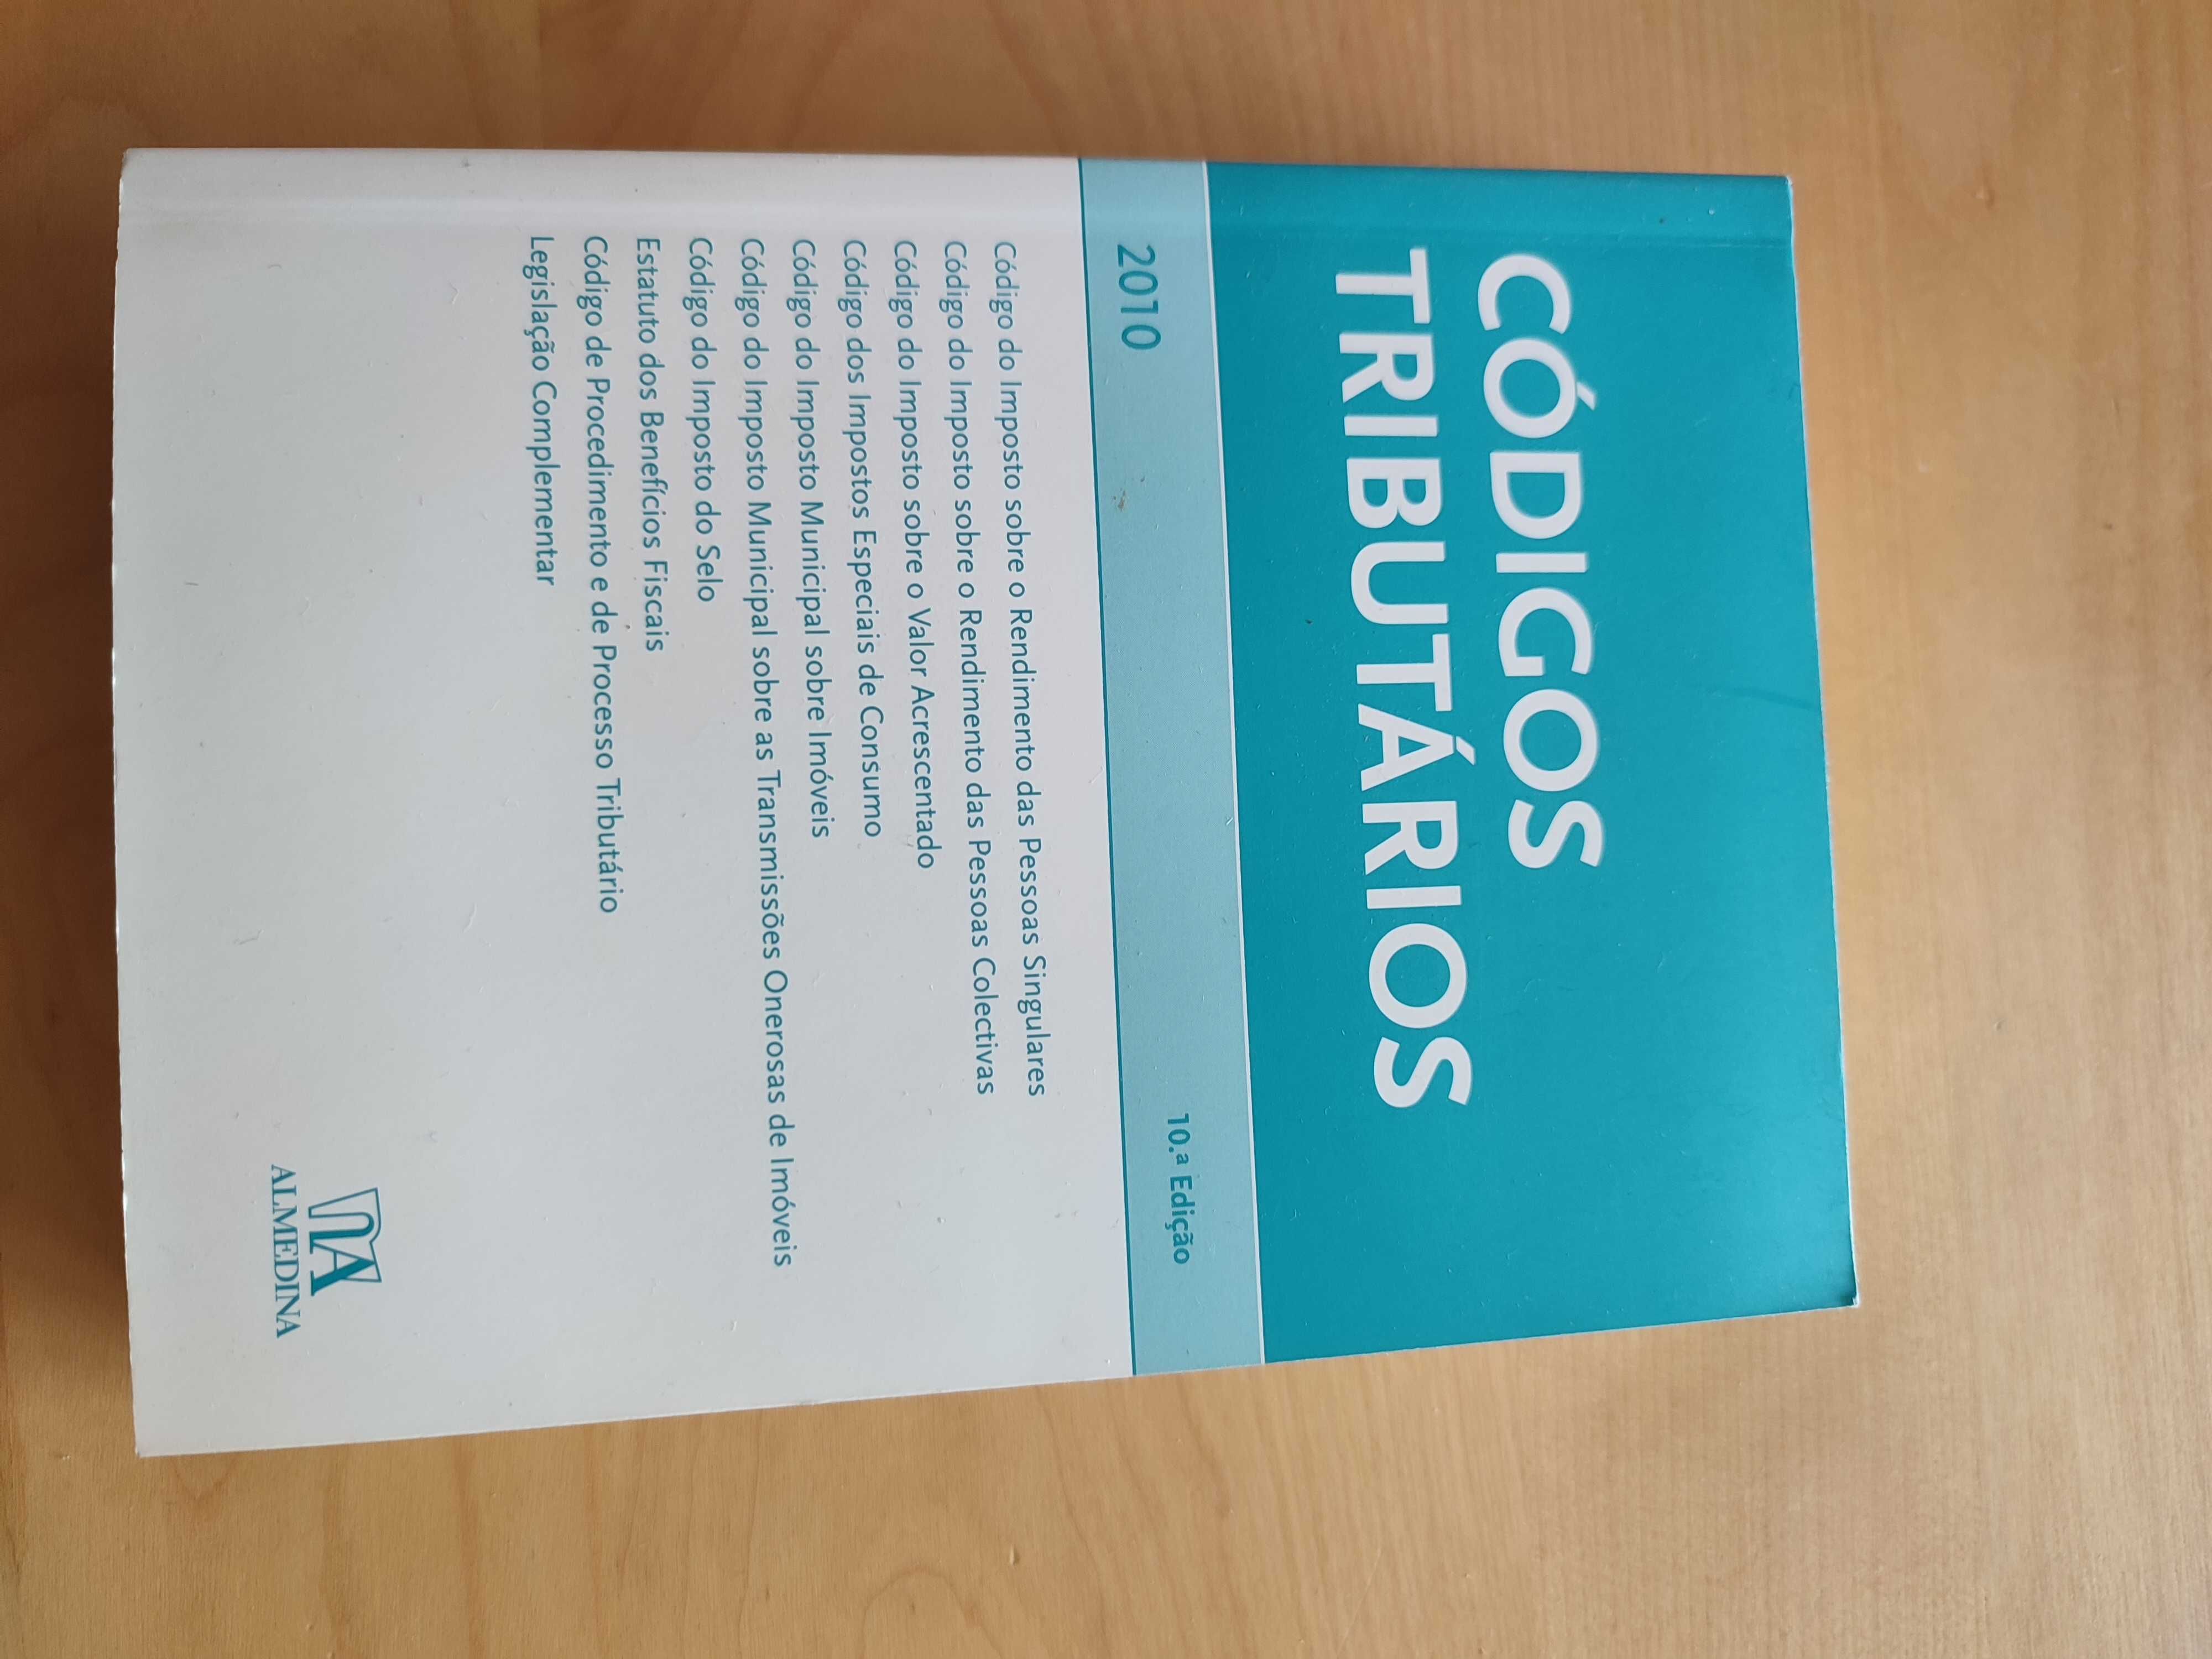 CÓDIGOS
TRIBUTÁRIOS
2010 10.ª Edição
Código do Imposto sobre o Rendimento das Pessoas Singulares
Código do Imposto sobre o Rendimento das Pessoas Colectivas
Código do Imposto sobre o Valor Acrescentado
Código dos Impostos Especiais de Consumo
Código do Imposto Municipal sobre Imóveis
Código do Imposto Municipal sobre as Transmissões Onerosas de Imóveis
Código do Imposto do Selo
Estatuto dos Benefícios Fiscais
Código de Procedimento e de Processo Tributário
Legislação Complementar
ALMEDINA